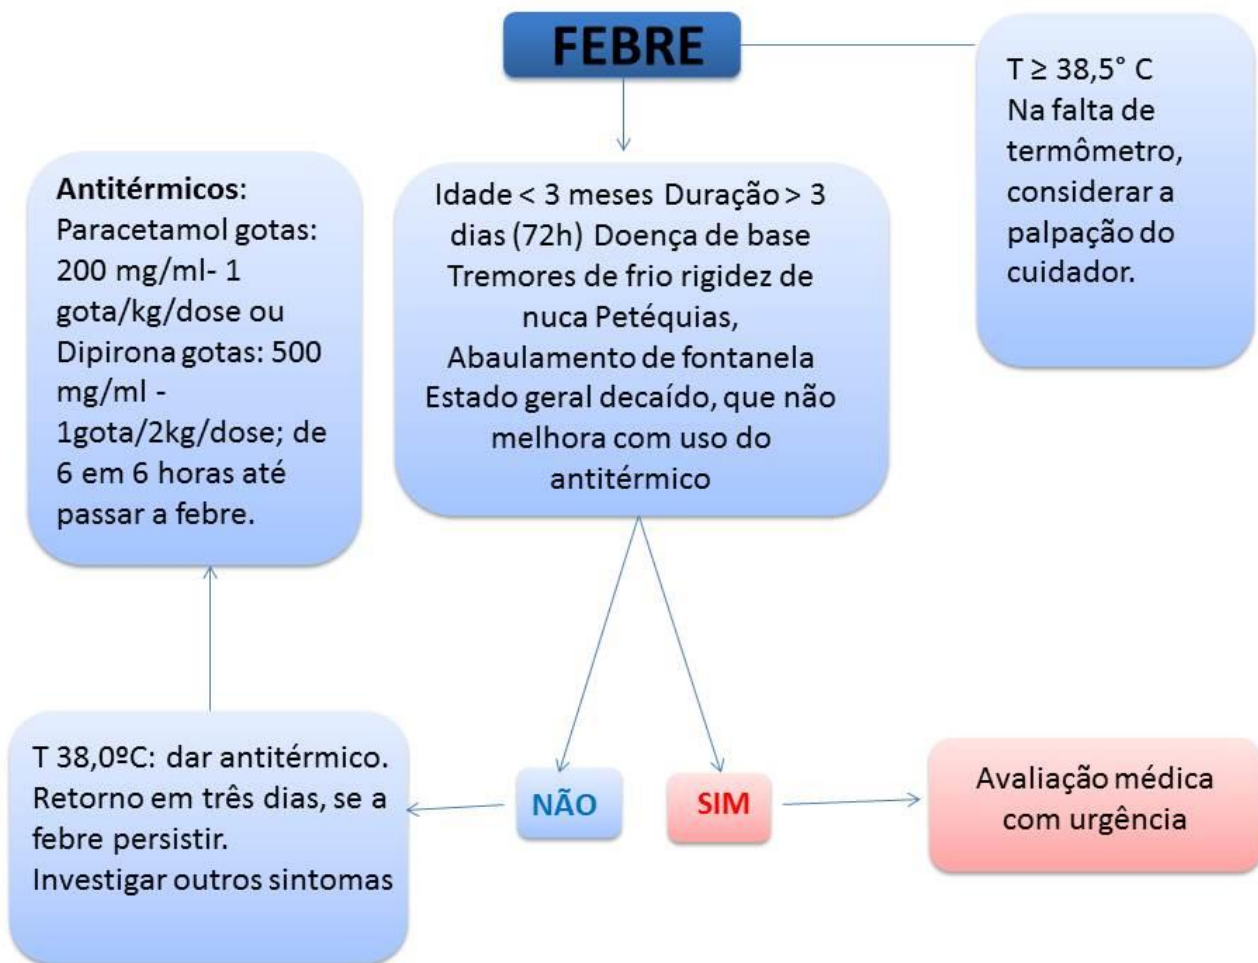 FEBRE
T ≥ 38,5° C
Na falta de
termômetro,
considerar a
palpação do
cuidador.
Antitérmicos:
Paracetamol gotas:
200 mg/ml- 1
gota/kg/dose ou
Dipirona gotas: 500
mg/ml -
1gota/2kg/dose; de
6 em 6 horas até
passar a febre.
Idade < 3 meses Duração > 3
dias (72h) Doença de base
Tremores de frio rigidez de
nuca Petéquias,
Abaulamento de fontanela
Estado geral decaído, que não
melhora com uso do
antitérmico
T 38,0ºC: dar antitérmico.
Retorno em três dias, se a
febre persistir.
Investigar outros sintomas
NÃO
SIM
Avaliação médica
com urgência